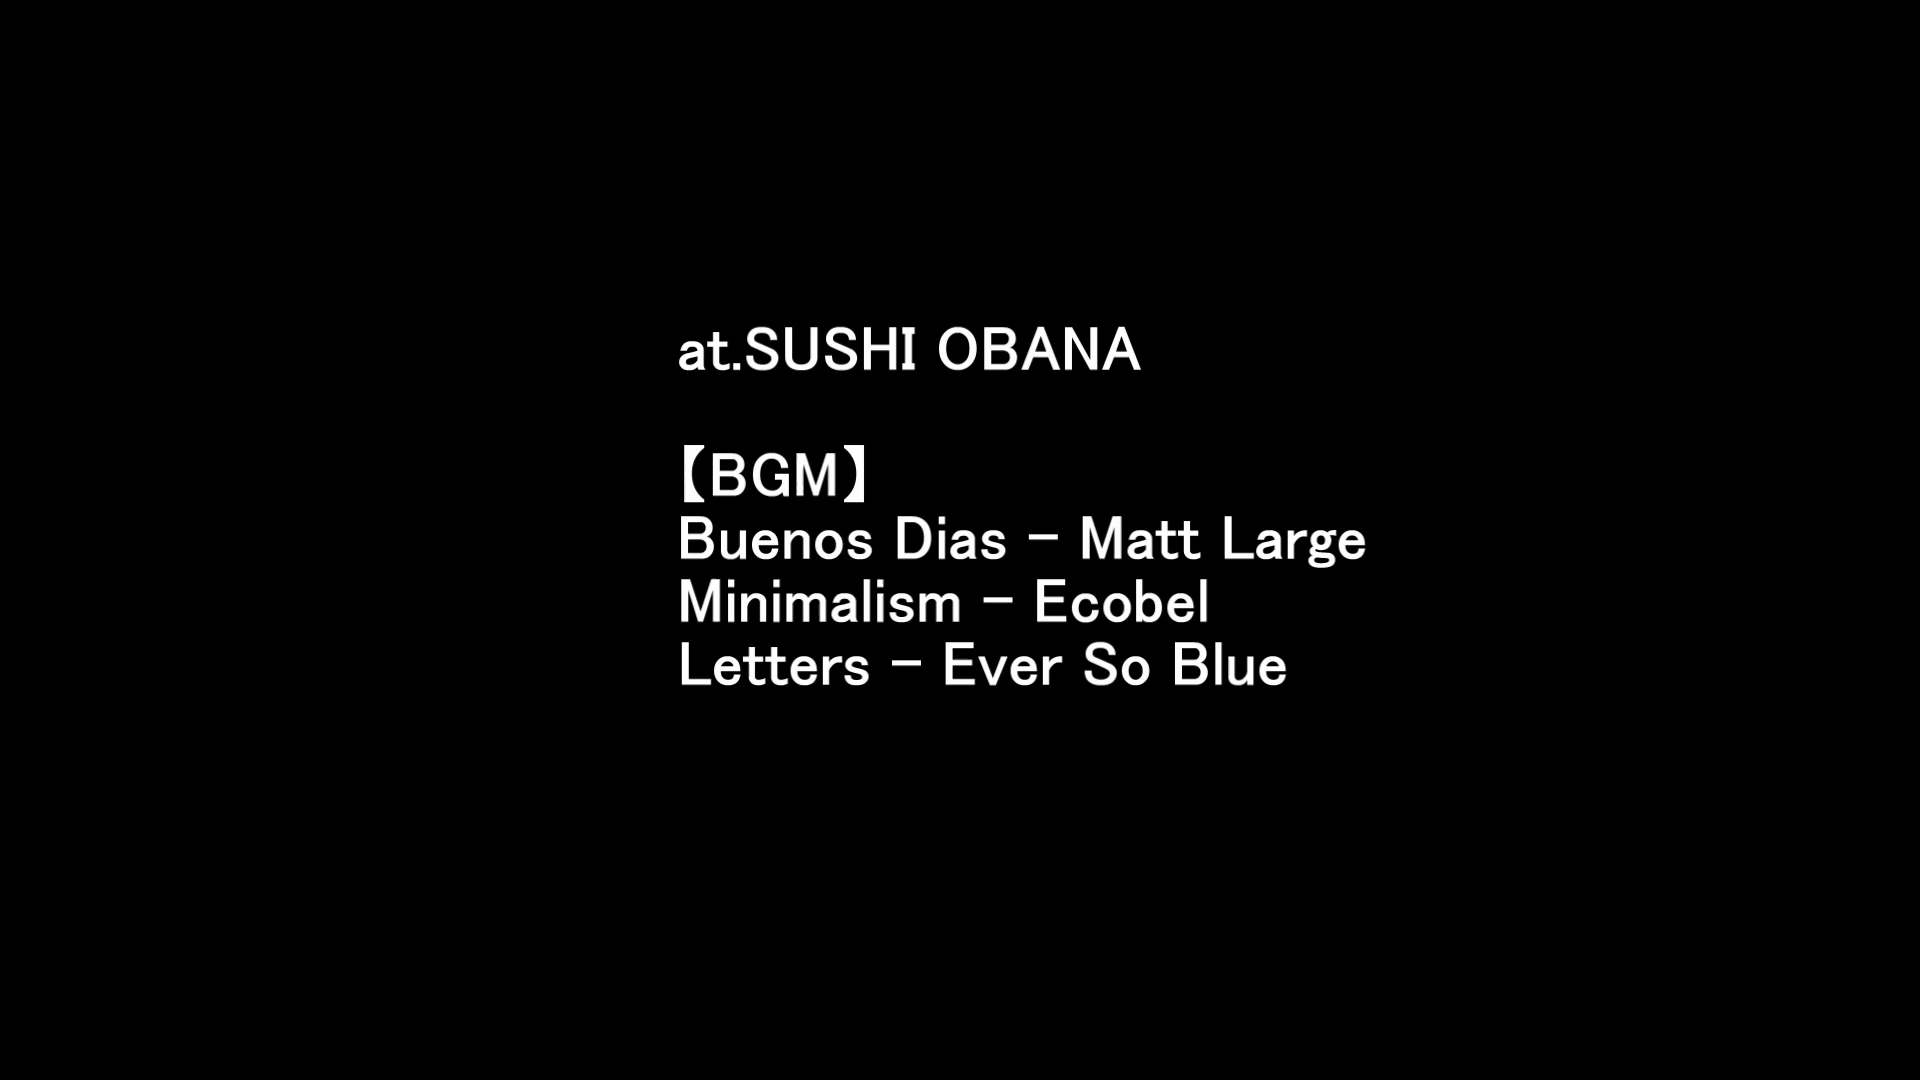 at.SUSHI OBANA
【BGM】
Buenos Dias – Matt Large
Minimalism – Ecobel
Letters – Ever So Blue